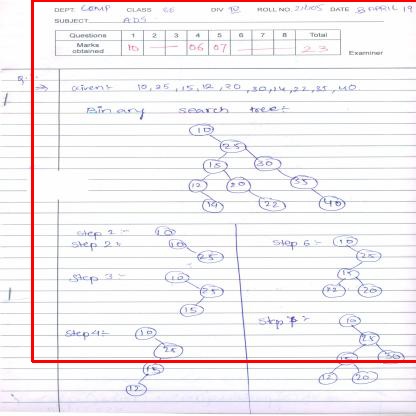 DEPT. COMP CLASS SE DIV B ROLL NO. DATE 8 APRIL 19
SUBJECT ADS
Questions 1 2 3 4 5 6 7 8 Total
Marks obtained 10 — — 06 07 23
Examiner
Q.
→ Given:- 10, 25, 15, 12, 20, 30, 14, 22, 35, 40
Binary search tree:-
10
25
15 30
12 20 35
14 22 40
Step 1:- 10
Step 2:- 10
25
Step 3:- 10
25
15
Step 4:- 10
25
15
12
Step 6:- 10
25
15
12 20
Step 7:- 10
25
15 30
12 20